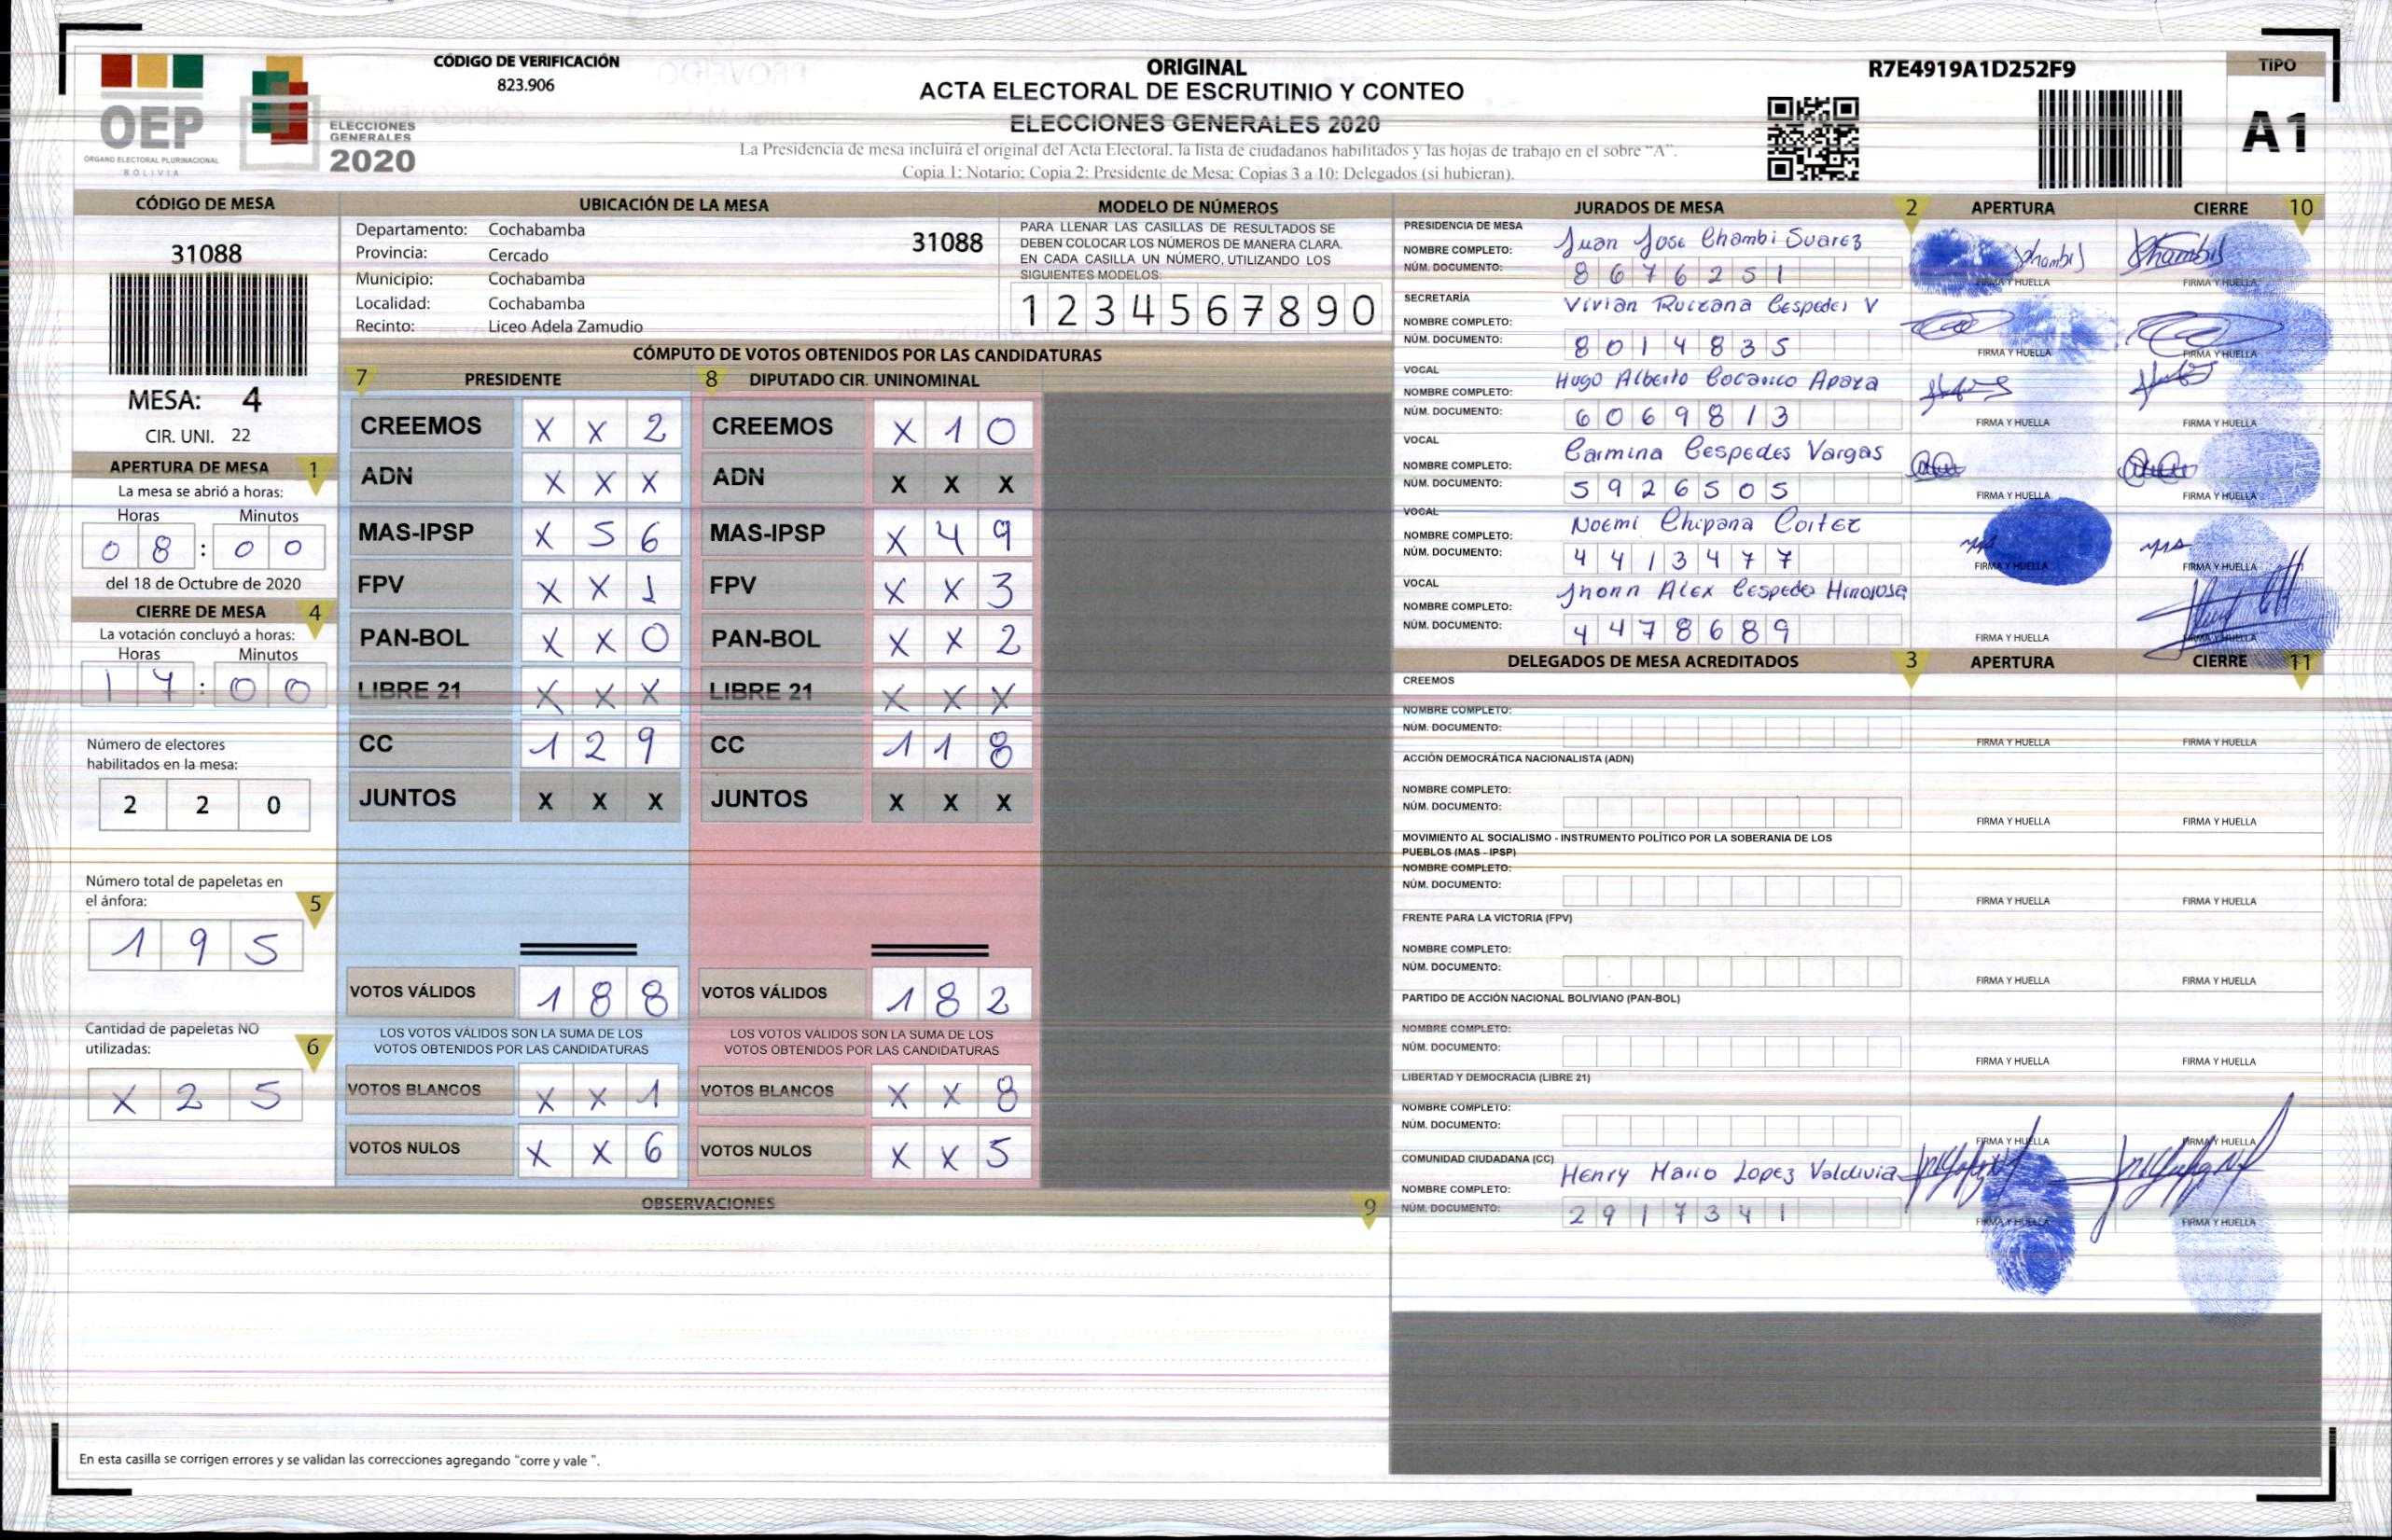 CÓDIGO DE VERIFICACIÓN
823.906
ORIGINAL
ACTA ELECTORAL DE ESCRUTINIO Y CONTEO
ELECCIONES GENERALES 2020
La Presidencia de mesa incluirá el original del Acta Electoral, la lista de ciudadanos habilitados y las hojas de trabajo en el sobre "A".
Copia 1: Notario; Copia 2: Presidente de Mesa; Copias 3 a 10: Delegados (si hubieran).
R7E4919A1D252F9
TIPO
A1
OEP
ÓRGANO ELECTORAL PLURINACIONAL
BOLIVIA
ELECCIONES
GENERALES
2020
CÓDIGO DE MESA
31088
MESA: 4
CIR. UNI. 22
APERTURA DE MESA 1
La mesa se abrió a horas:
Horas Minutos
0 8 : 0 0
del 18 de Octubre de 2020
CIERRE DE MESA 4
La votación concluyó a horas:
Horas Minutos
1 7 : 0 0
Número de electores
habilitados en la mesa:
2 2 0
Número total de papeletas en
el ánfora: 5
1 9 5
Cantidad de papeletas NO
utilizadas: 6
X 2 5
UBICACIÓN DE LA MESA
Departamento: Cochabamba
31088
Provincia: Cercado
Municipio: Cochabamba
Localidad: Cochabamba
Recinto: Liceo Adela Zamudio
MODELO DE NÚMEROS
PARA LLENAR LAS CASILLAS DE RESULTADOS SE
DEBEN COLOCAR LOS NÚMEROS DE MANERA CLARA.
EN CADA CASILLA UN NÚMERO, UTILIZANDO LOS
SIGUIENTES MODELOS:
1 2 3 4 5 6 7 8 9 0
CÓMPUTO DE VOTOS OBTENIDOS POR LAS CANDIDATURAS
7 PRESIDENTE
CREEMOS X X 2
ADN X X X
MAS-IPSP X 5 6
FPV X X 1
PAN-BOL X X 0
LIBRE 21 X X X
CC 1 2 9
JUNTOS X X X
VOTOS VÁLIDOS 1 8 8
LOS VOTOS VÁLIDOS SON LA SUMA DE LOS
VOTOS OBTENIDOS POR LAS CANDIDATURAS
VOTOS BLANCOS X X 1
VOTOS NULOS X X 6
8 DIPUTADO CIR. UNINOMINAL
CREEMOS X 1 0
ADN X X X
MAS-IPSP X 4 9
FPV X X 3
PAN-BOL X X 2
LIBRE 21 X X X
CC 1 1 8
JUNTOS X X X
VOTOS VÁLIDOS 1 8 2
LOS VOTOS VÁLIDOS SON LA SUMA DE LOS
VOTOS OBTENIDOS POR LAS CANDIDATURAS
VOTOS BLANCOS X X 8
VOTOS NULOS X X 5
OBSERVACIONES 9
En esta casilla se corrigen errores y se validan las correcciones agregando "corre y vale ".
JURADOS DE MESA 2 APERTURA CIERRE 10
PRESIDENCIA DE MESA
NOMBRE COMPLETO: Juan Jose Chambi Suarez
NÚM. DOCUMENTO: 8 6 7 6 2 5 1
FIRMA Y HUELLA FIRMA Y HUELLA
SECRETARÍA
NOMBRE COMPLETO: Vivian Cespedes V
NÚM. DOCUMENTO: 8 0 1 4 8 3 5
FIRMA Y HUELLA FIRMA Y HUELLA
VOCAL
NOMBRE COMPLETO: Hugo Alberto Apaza
NÚM. DOCUMENTO: 6 0 6 9 8 1 3
FIRMA Y HUELLA FIRMA Y HUELLA
VOCAL
NOMBRE COMPLETO: Carmina Cespedes Vargas
NÚM. DOCUMENTO: 5 9 2 6 5 0 5
FIRMA Y HUELLA FIRMA Y HUELLA
VOCAL
NOMBRE COMPLETO: Noemi Chipana Cortez
NÚM. DOCUMENTO: 4 4 1 3 4 7 7
FIRMA Y HUELLA FIRMA Y HUELLA
VOCAL
NOMBRE COMPLETO: Jhonn Alex Cespedes Hinojosa
NÚM. DOCUMENTO: 4 4 7 8 6 8 9
FIRMA Y HUELLA FIRMA Y HUELLA
DELEGADOS DE MESA ACREDITADOS 3 APERTURA CIERRE 11
CREEMOS
NOMBRE COMPLETO:
NÚM. DOCUMENTO:
FIRMA Y HUELLA FIRMA Y HUELLA
ACCIÓN DEMOCRÁTICA NACIONALISTA (ADN)
NOMBRE COMPLETO:
NÚM. DOCUMENTO:
FIRMA Y HUELLA FIRMA Y HUELLA
MOVIMIENTO AL SOCIALISMO - INSTRUMENTO POLÍTICO POR LA SOBERANIA DE LOS
PUEBLOS (MAS - IPSP)
NOMBRE COMPLETO:
NÚM. DOCUMENTO:
FIRMA Y HUELLA FIRMA Y HUELLA
FRENTE PARA LA VICTORIA (FPV)
NOMBRE COMPLETO:
NÚM. DOCUMENTO:
FIRMA Y HUELLA FIRMA Y HUELLA
PARTIDO DE ACCIÓN NACIONAL BOLIVIANO (PAN-BOL)
NOMBRE COMPLETO:
NÚM. DOCUMENTO:
FIRMA Y HUELLA FIRMA Y HUELLA
LIBERTAD Y DEMOCRACIA (LIBRE 21)
NOMBRE COMPLETO:
NÚM. DOCUMENTO:
FIRMA Y HUELLA FIRMA Y HUELLA
COMUNIDAD CIUDADANA (CC)
NOMBRE COMPLETO: Henry Mario Lopez Valdivia
NÚM. DOCUMENTO: 2 9 1 7 3 4 1
FIRMA Y HUELLA FIRMA Y HUELLA